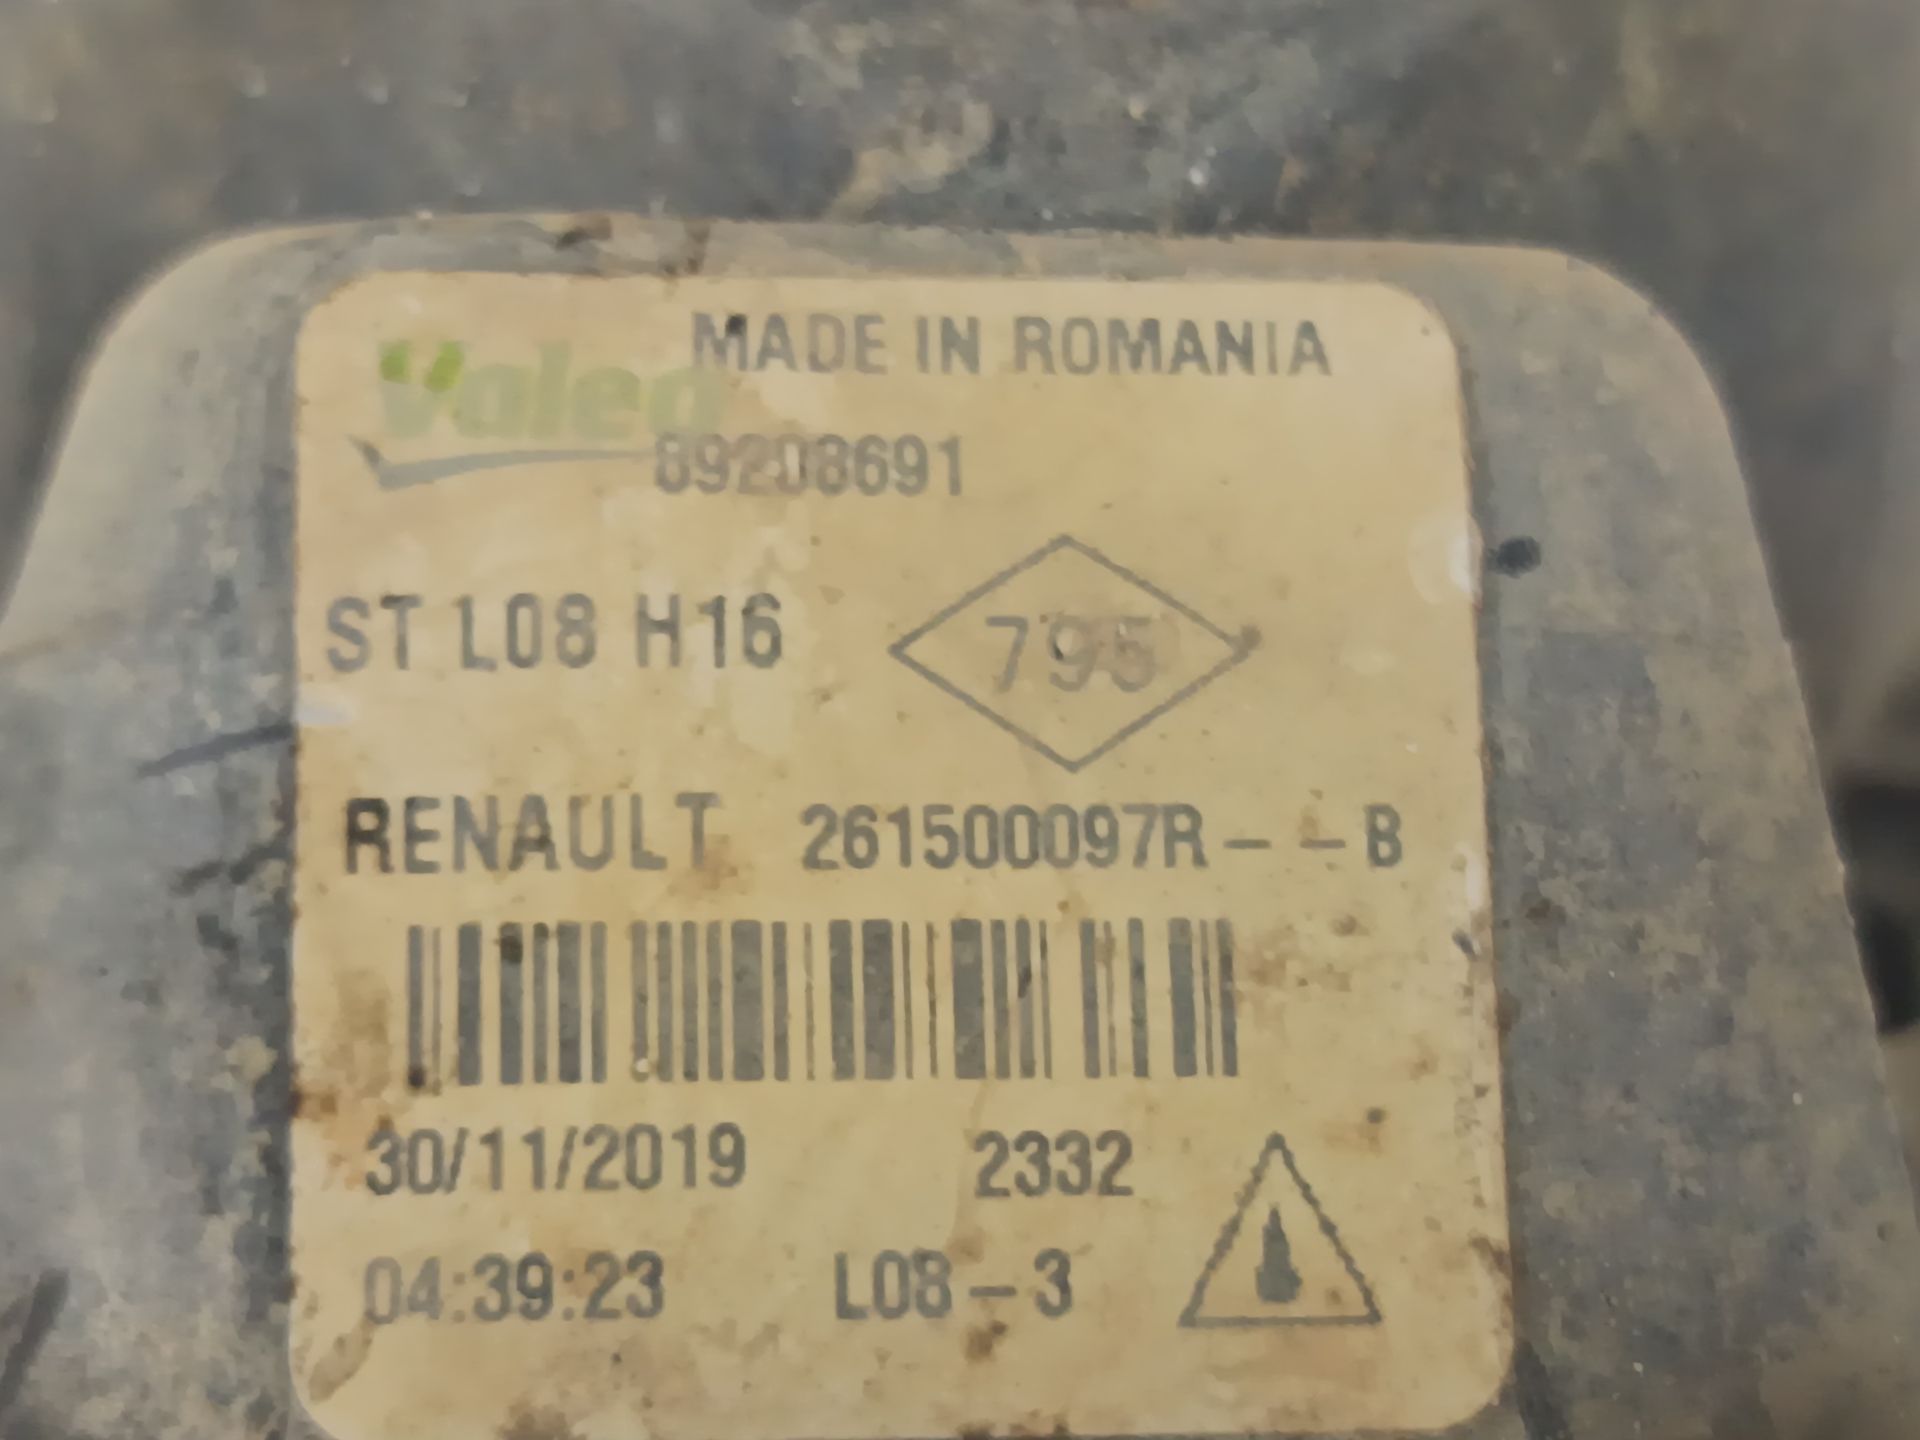 Valeo MADE IN ROMANIA
89208691
ST L08 H16 795
RENAULT 261500097R--B
30/11/2019 2332
04:39:23 L08-3